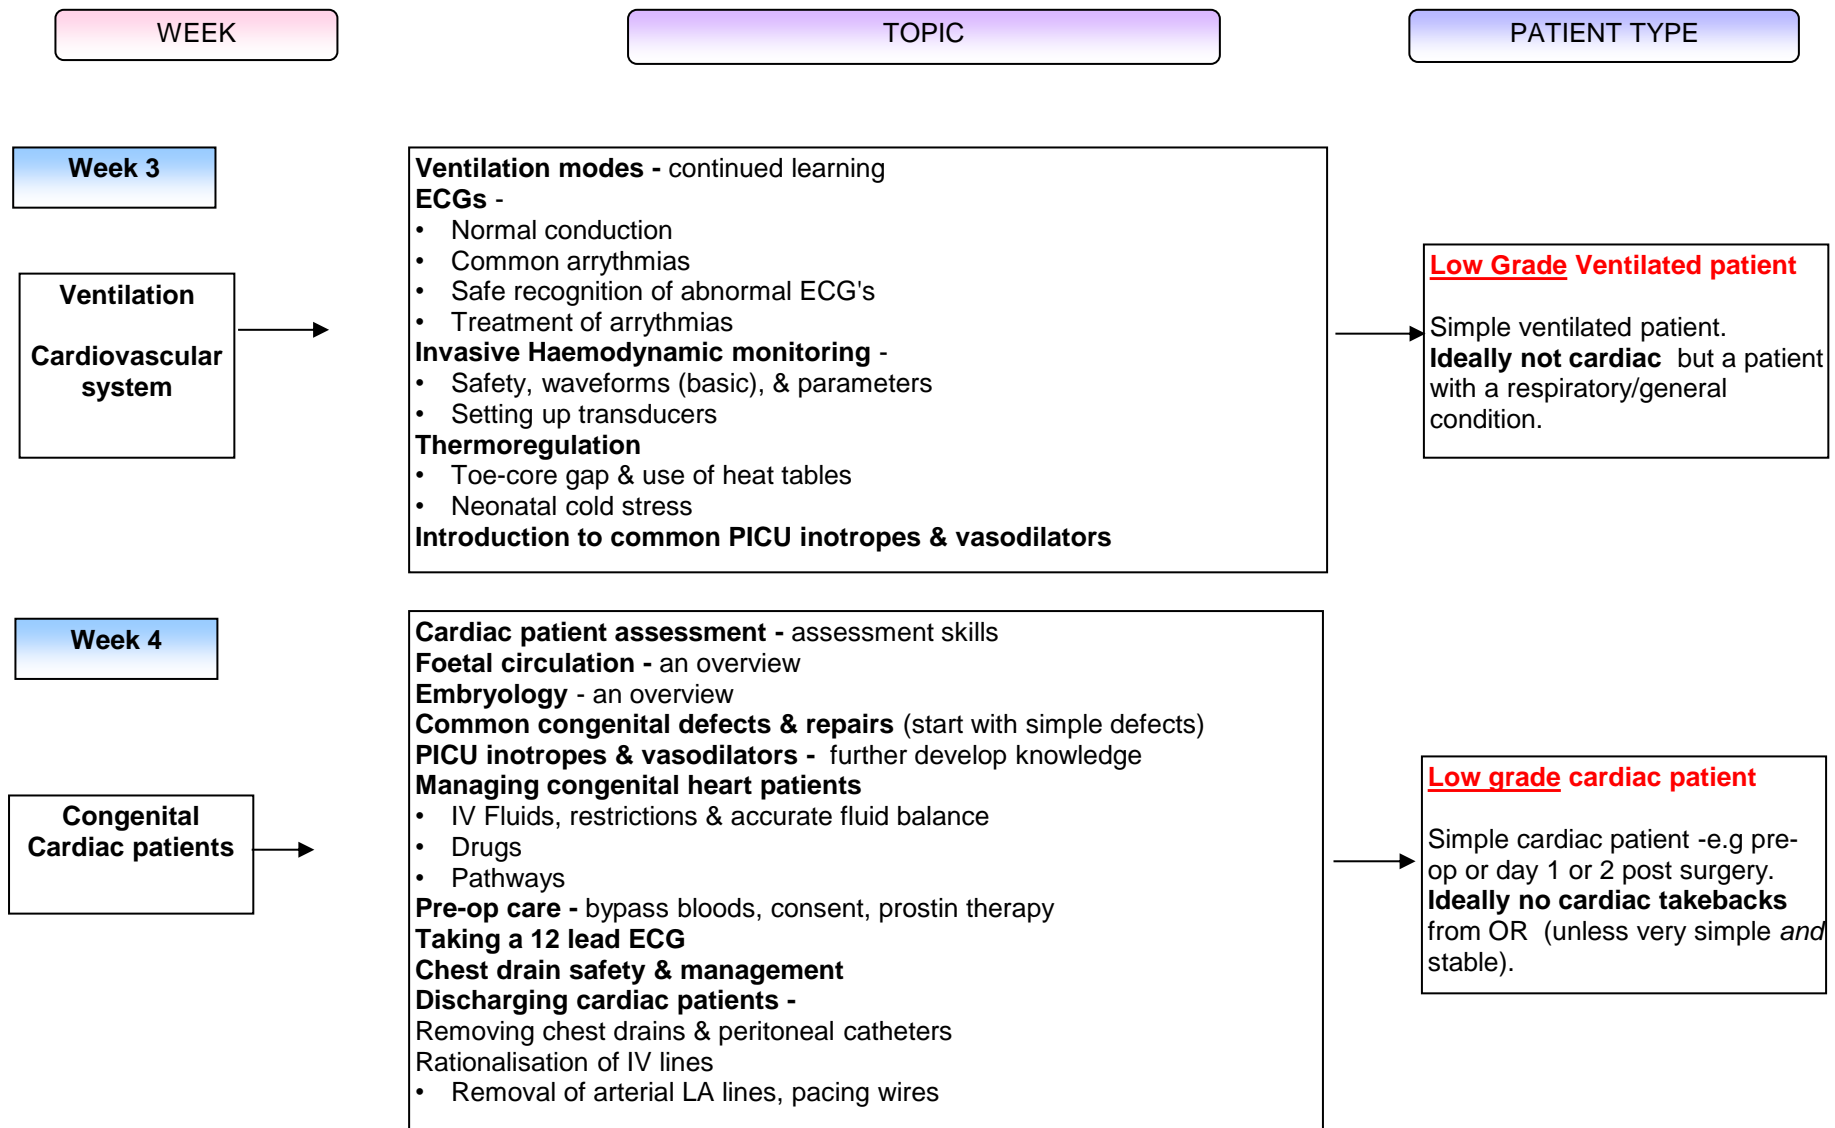 WEEK
TOPIC
PATIENT TYPE
Week 3
Ventilation
Cardiovascular
system
Ventilation modes - continued learning
ECGs -
• Normal conduction
• Common arrythmias
• Safe recognition of abnormal ECG's
• Treatment of arrythmias
Invasive Haemodynamic monitoring -
• Safety, waveforms (basic), & parameters
• Setting up transducers
Thermoregulation
• Toe-core gap & use of heat tables
• Neonatal cold stress
Introduction to common PICU inotropes & vasodilators
Low Grade Ventilated patient
Simple ventilated patient.
Ideally not cardiac but a patient
with a respiratory/general
condition.
Week 4
Congenital
Cardiac patients
Cardiac patient assessment - assessment skills
Foetal circulation - an overview
Embryology - an overview
Common congenital defects & repairs (start with simple defects)
PICU inotropes & vasodilators - further develop knowledge
Managing congenital heart patients
• IV Fluids, restrictions & accurate fluid balance
• Drugs
• Pathways
Pre-op care - bypass bloods, consent, prostin therapy
Taking a 12 lead ECG
Chest drain safety & management
Discharging cardiac patients -
Removing chest drains & peritoneal catheters
Rationalisation of IV lines
• Removal of arterial LA lines, pacing wires
Low grade cardiac patient
Simple cardiac patient -e.g pre-
op or day 1 or 2 post surgery.
Ideally no cardiac takebacks
from OR (unless very simple and
stable).